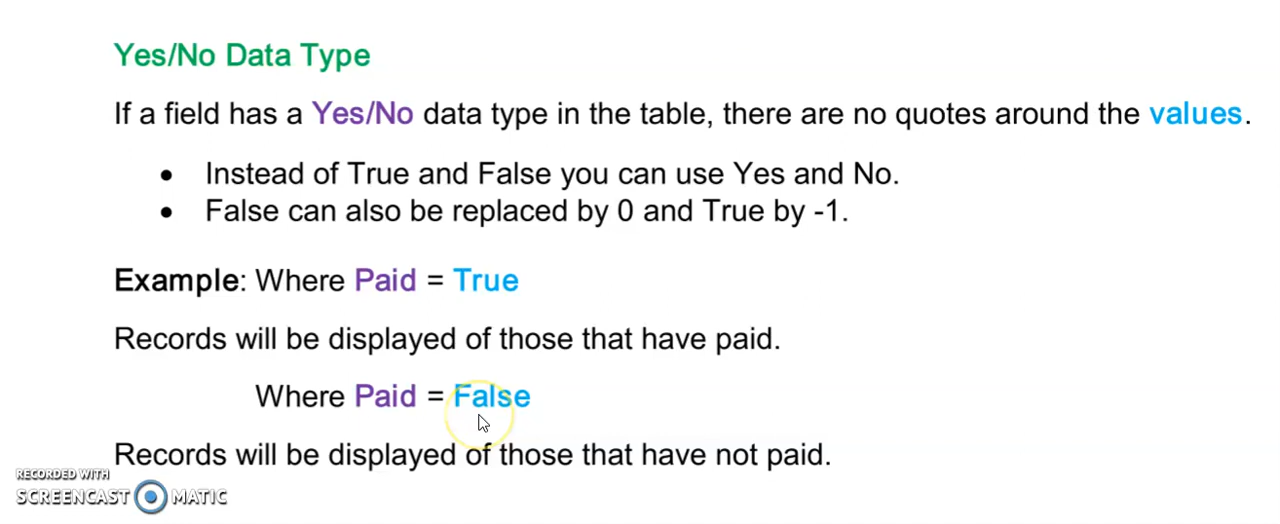 Yes/No Data Type
If a field has a Yes/No data type in the table, there are no quotes around the values.
• Instead of True and False you can use Yes and No.
• False can also be replaced by 0 and True by -1.
Example: Where Paid = True
Records will be displayed of those that have paid.
Where Paid = False
Records will be displayed of those that have not paid.
RECORDED WITH
SCREENCAST MATIC